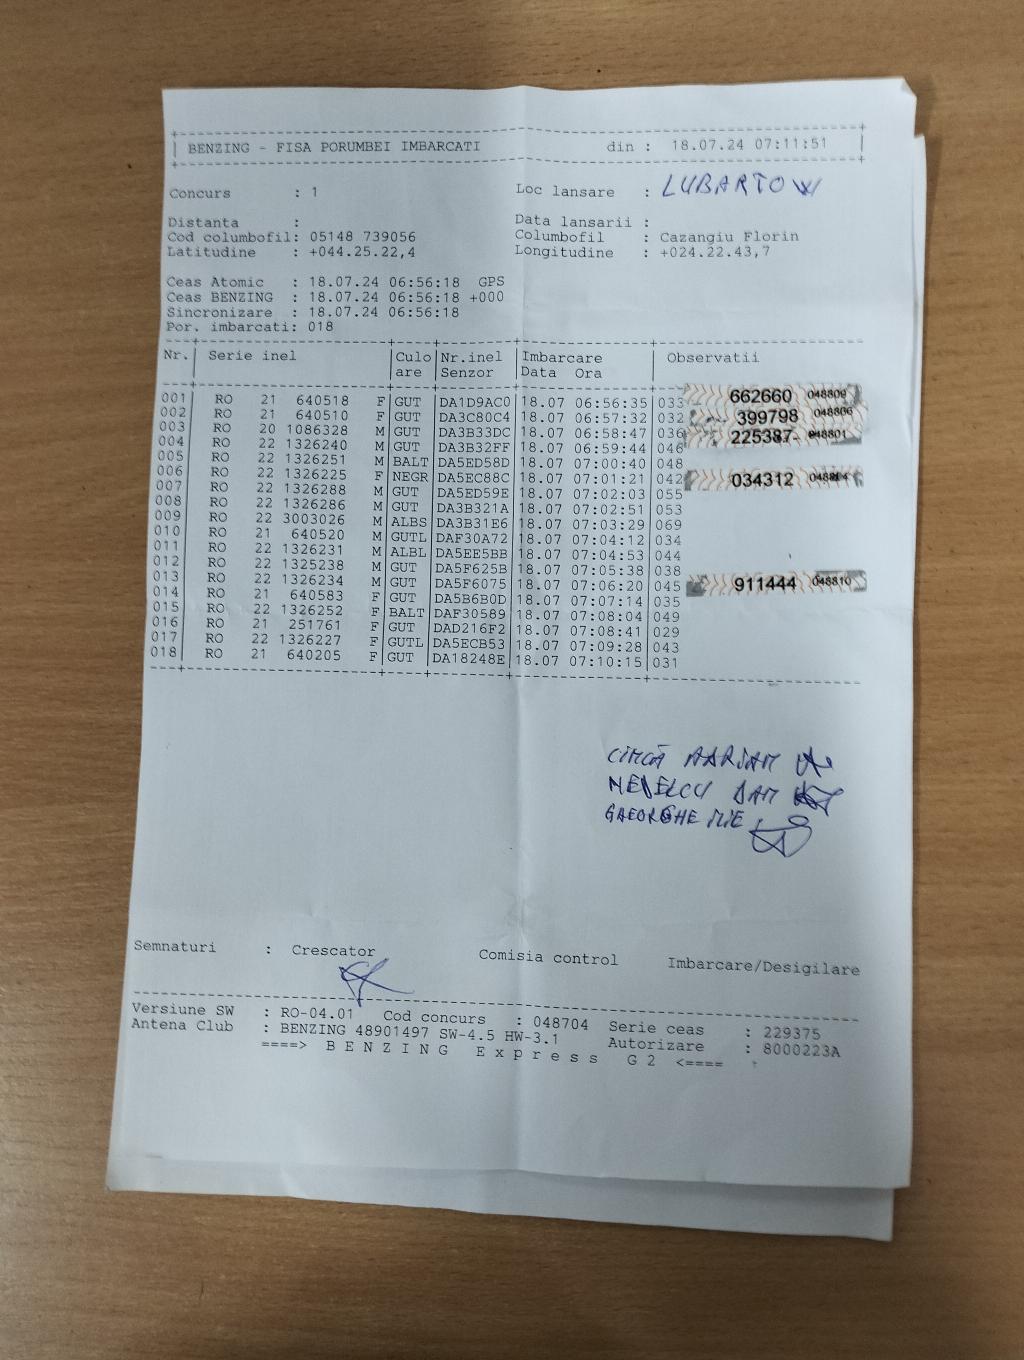 BENZING - FISA PORUMBEI IMBARCATI din : 18.07.24 07:11:51
Concurs : 1 Loc lansare : LUBARTOW
Distanta : Data lansarii :
Cod columbofil: 05148 739056 Columbofil : Cazangiu Florin
Latitudine : +044.25.22,4 Longitudine : +024.22.43,7
Ceas Atomic : 18.07.24 06:56:18 GPS
Ceas BENZING : 18.07.24 06:56:18 +000
Sincronizare : 18.07.24 06:56:18
Por. imbarcati: 018
Nr. Serie inel Culo Nr.inel Imbarcare Observatii
are Senzor Data Ora
001 RO 21 640518 F GUT DA1D9AC0 18.07 06:56:35 033 662660 048809
002 RO 21 640510 F GUT DA3C80C4 18.07 06:57:32 032 399798 048806
003 RO 20 1086328 M GUT DA3B33DC 18.07 06:58:47 036 225387 048801
004 RO 22 1326240 M GUT DA3B32FF 18.07 06:59:44 046
005 RO 22 1326251 M BALT DA5ED58D 18.07 07:00:40 048
006 RO 22 1326225 F NEGR DA5EC88C 18.07 07:01:21 042 034312
007 RO 22 1326288 M GUT DA5ED59E 18.07 07:02:03 055
008 RO 22 1326286 M GUT DA3B321A 18.07 07:02:51 053
009 RO 22 3003026 M ALBS DA3B31E6 18.07 07:03:29 069
010 RO 21 640520 M GUTL DAF30A72 18.07 07:04:12 034
011 RO 22 1326231 M ALBL DA5EE5BB 18.07 07:04:53 044
012 RO 22 1325238 M GUT DA5F625B 18.07 07:05:38 038
013 RO 22 1326234 M GUT DA5F6075 18.07 07:06:20 045 911444 048810
014 RO 21 640583 F GUT DA5B6B0D 18.07 07:07:14 035
015 RO 22 1326252 F BALT DAF30589 18.07 07:08:04 049
016 RO 21 251761 F GUT DAD216F2 18.07 07:08:41 029
017 RO 22 1326227 F GUTL DA5ECB53 18.07 07:09:28 043
018 RO 21 640205 F GUT DA18248E 18.07 07:10:15 031
MARIAN
NEDELCU DAN
GHEORGHE ILIE
Semnaturi : Crescator Comisia control Imbarcare/Desigilare
Versiune SW : RO-04.01 Cod concurs : 048704 Serie ceas : 229375
Antena Club : BENZING 48901497 SW-4.5 HW-3.1 Autorizare : 8000223A
====> B E N Z I N G E x p r e s s G 2 <====